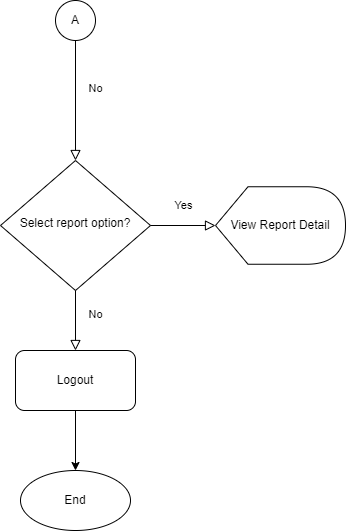 A
No
Select report option?
Yes
View Report Detail
No
Logout
End